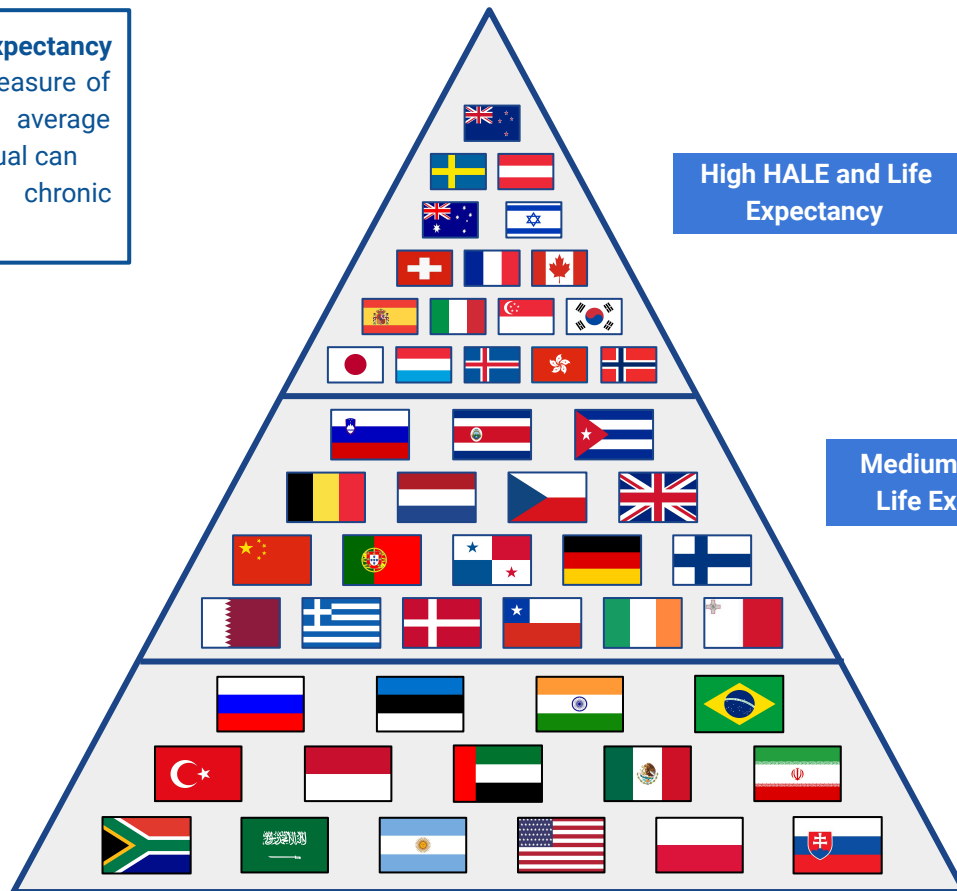 xpectancy
easure of
average
ual can
chronic
High HALE and Life
Expectancy
Medium
Life Ex